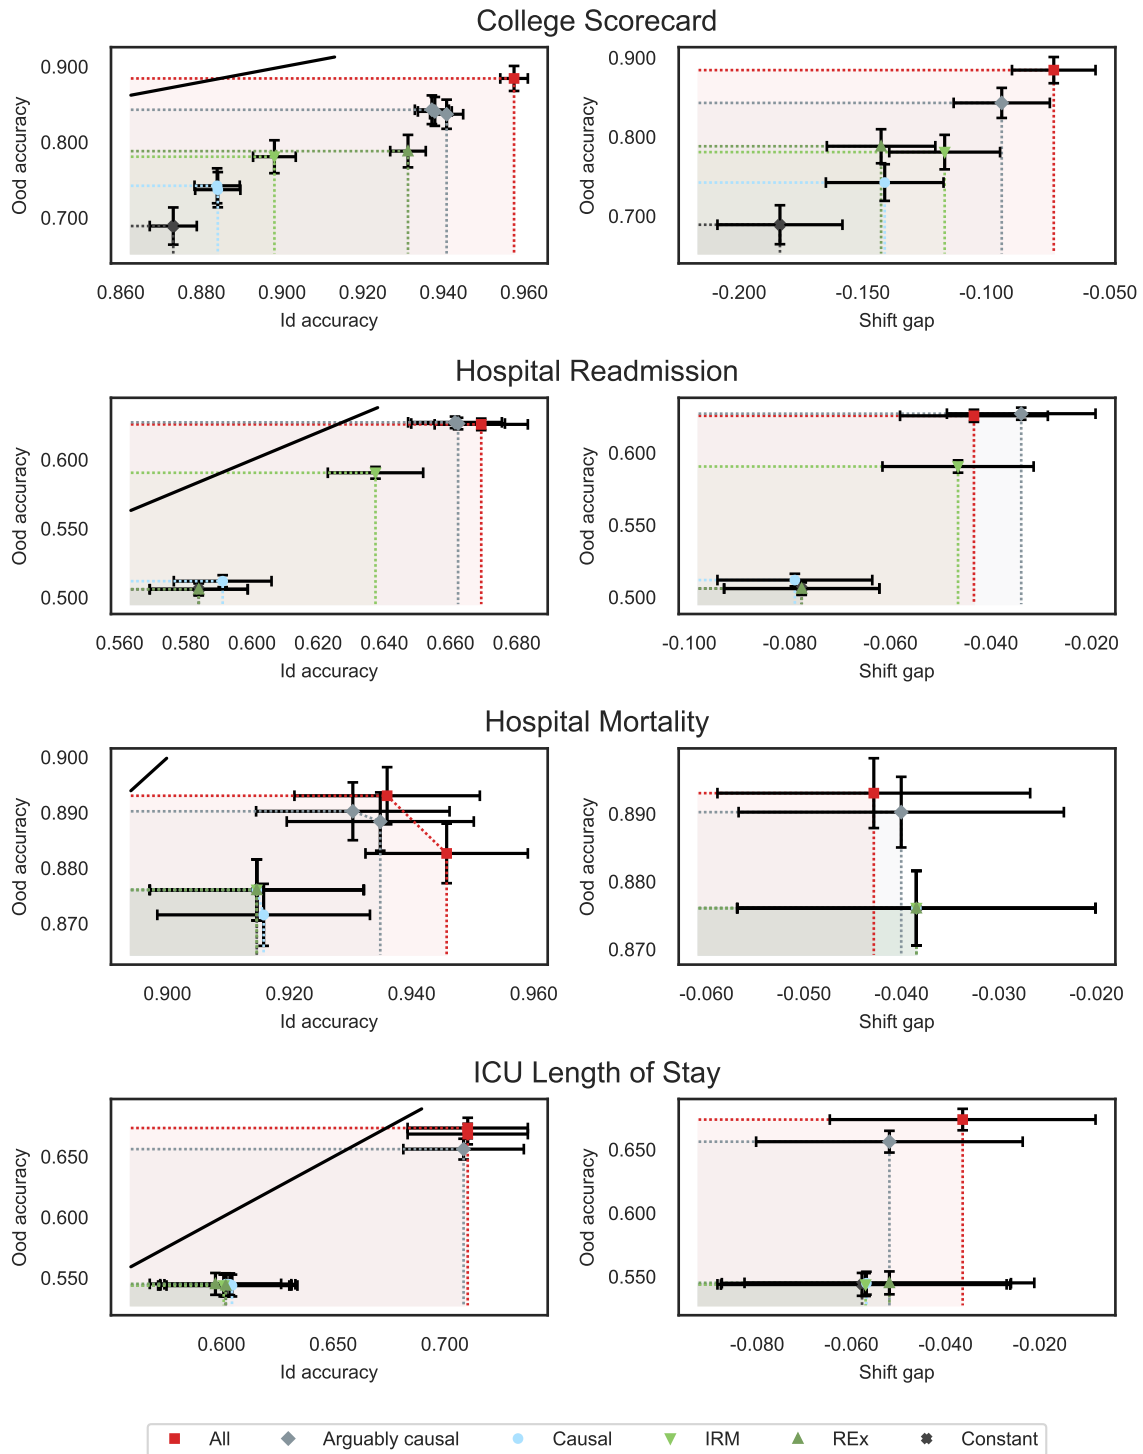 College Scorecard
0.900
0.800
0.700
Ood accuracy
0.860 0.880 0.900 0.920 0.940 0.960
Id accuracy
0.900
0.800
0.700
Ood accuracy
-0.200 -0.150 -0.100 -0.050
Shift gap
Hospital Readmission
0.600
0.550
0.500
Ood accuracy
0.560 0.580 0.600 0.620 0.640 0.660 0.680
Id accuracy
0.600
0.550
0.500
Ood accuracy
-0.100 -0.080 -0.060 -0.040 -0.020
Shift gap
Hospital Mortality
0.900
0.890
0.880
0.870
Ood accuracy
0.900 0.920 0.940 0.960
Id accuracy
0.890
0.880
0.870
Ood accuracy
-0.060 -0.050 -0.040 -0.030 -0.020
Shift gap
ICU Length of Stay
0.650
0.600
0.550
Ood accuracy
0.600 0.650 0.700
Id accuracy
0.650
0.600
0.550
Ood accuracy
-0.080 -0.060 -0.040 -0.020
Shift gap
All Arguably causal Causal IRM REx Constant